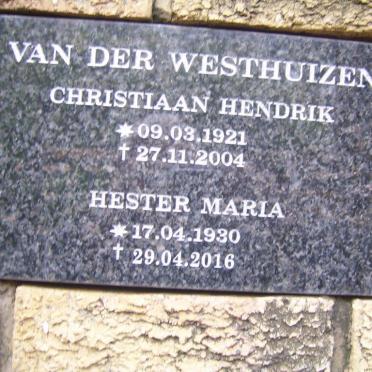 VAN DER WESTHUIZEN
CHRISTIAAN HENDRIK
* 09.03.1921
† 27.11.2004
HESTER MARIA
* 17.04.1930
† 29.04.2016